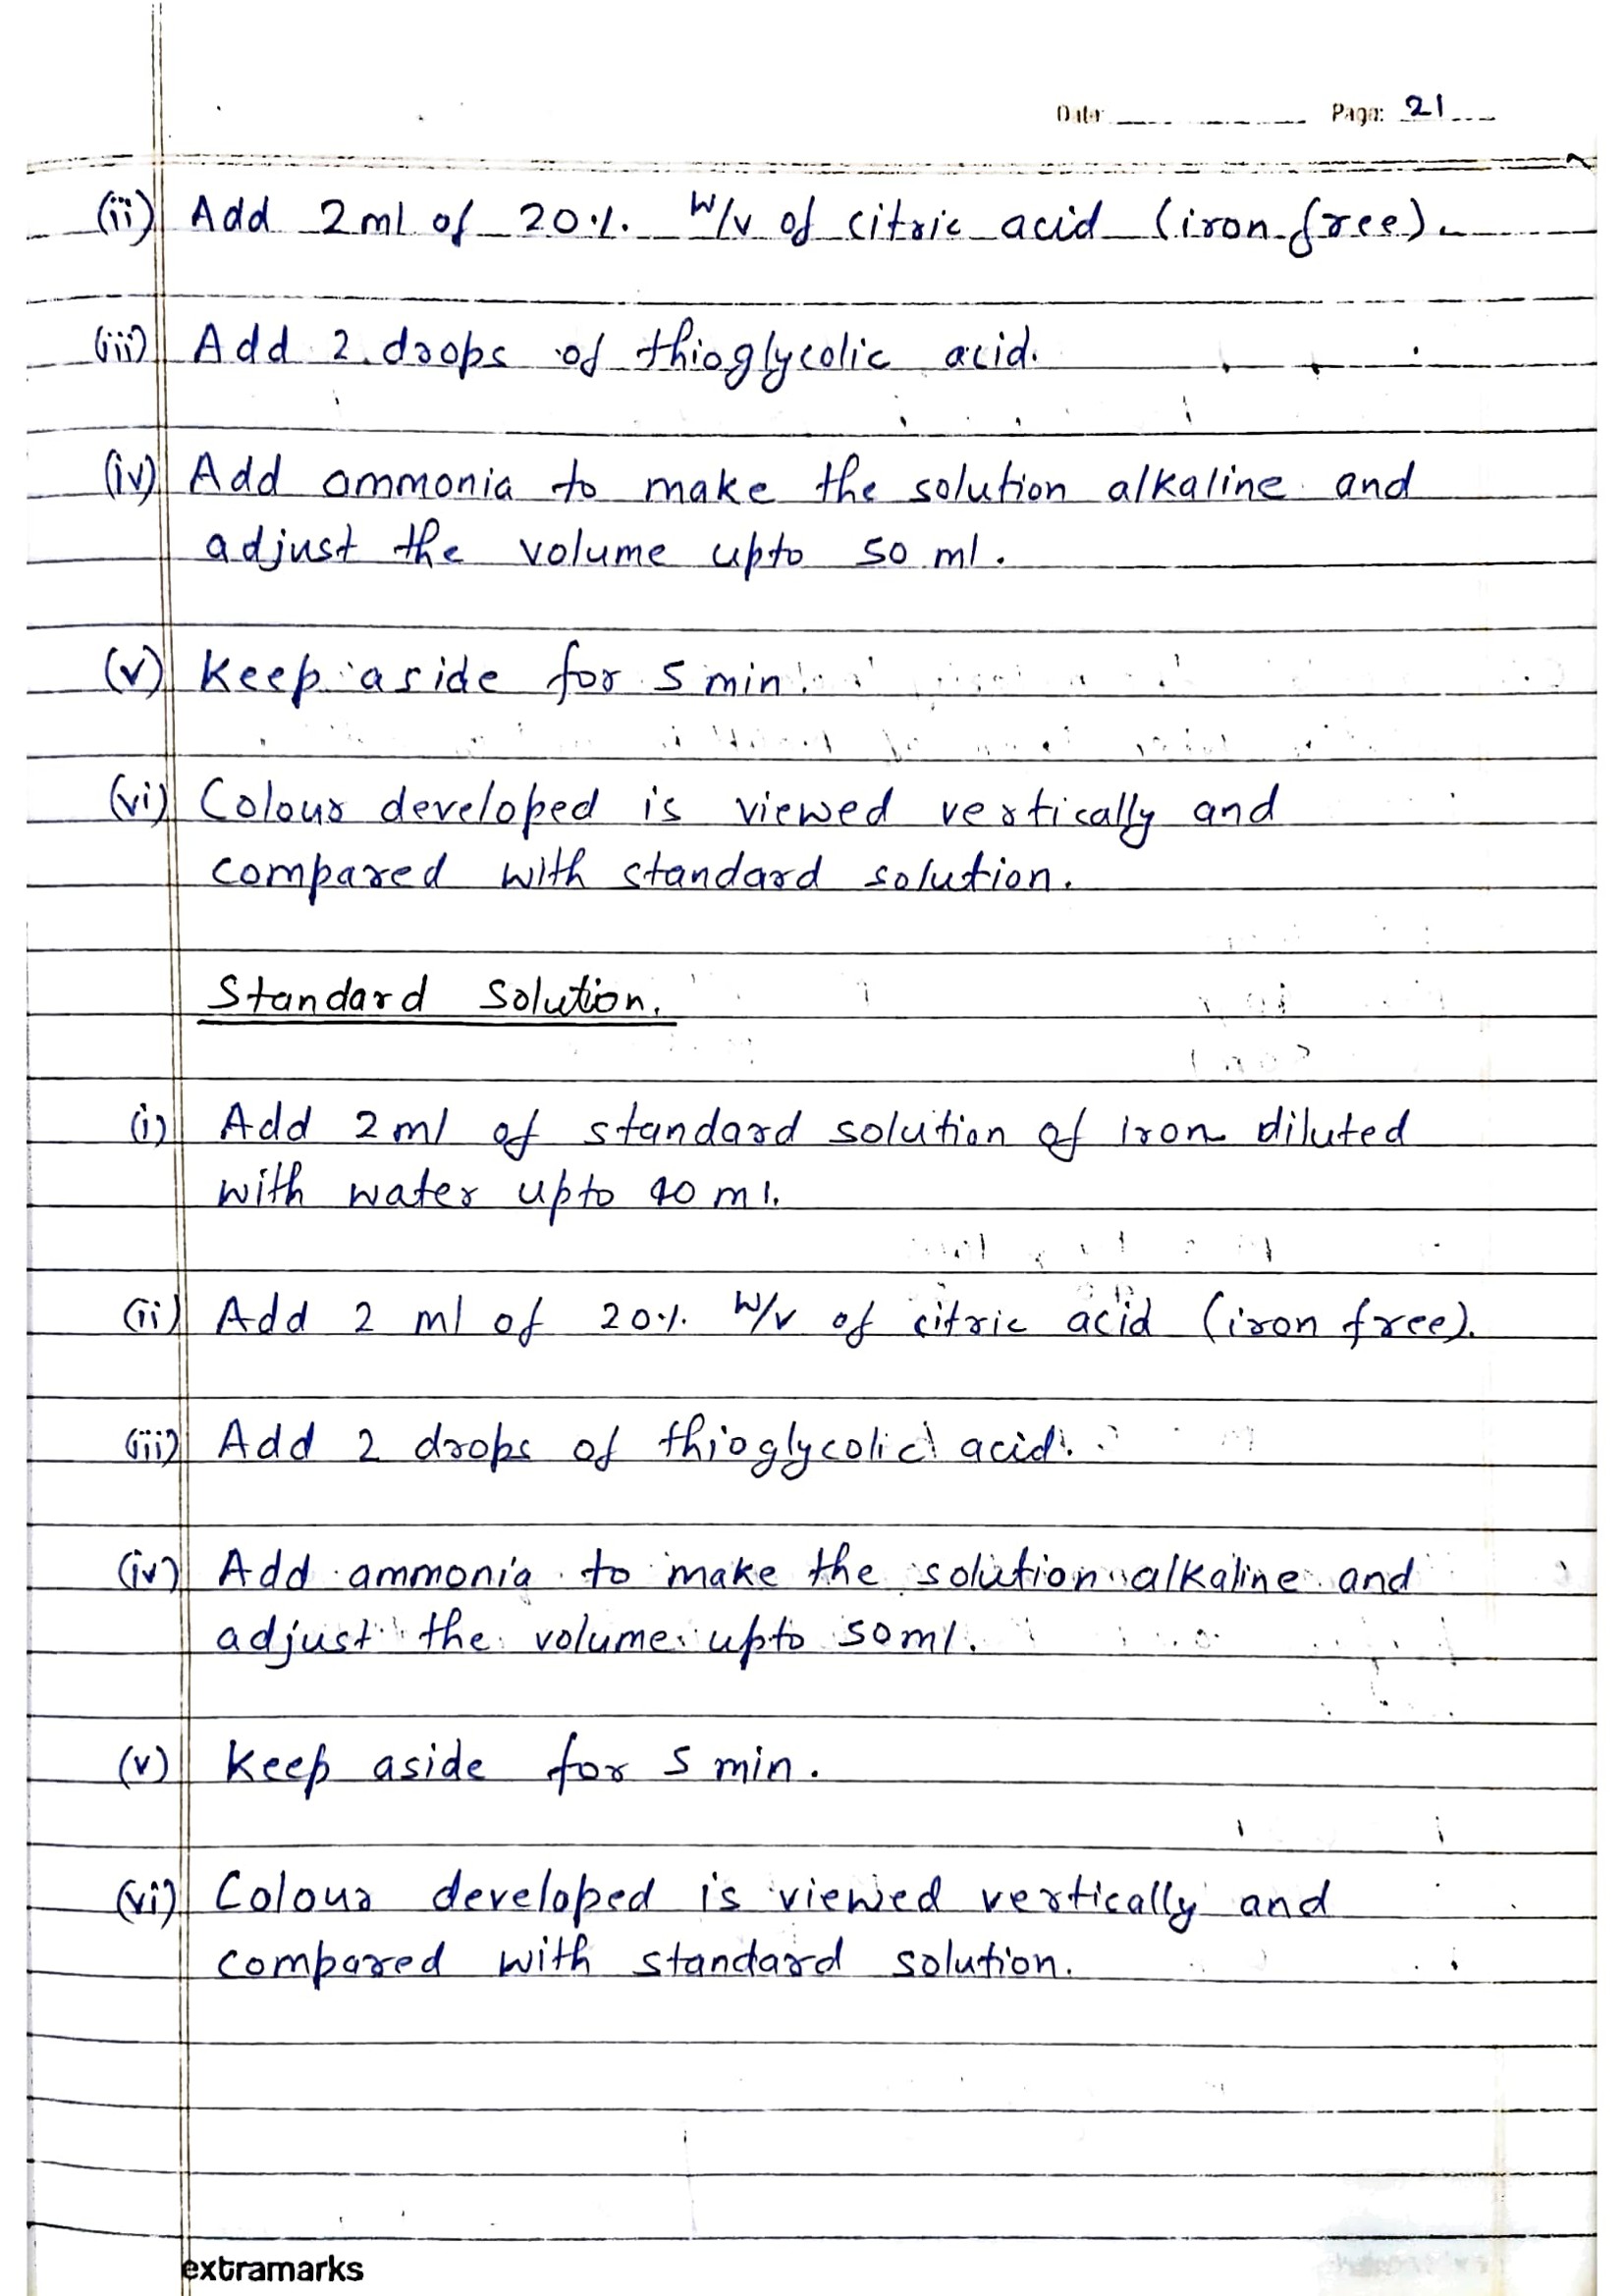 Date: Page: 21
(ii) Add 2ml of 20% W/v of citric acid (iron free).
(iii) Add 2 drops of thioglycolic acid.
(iv) Add ammonia to make the solution alkaline and
adjust the volume upto 50 ml.
(v) Keep aside for 5 min.
(vi) Colour developed is viewed vertically and
compared with standard solution.
Standard Solution.
(i) Add 2ml of standard solution of iron diluted
with water upto 40 ml.
(ii) Add 2 ml of 20% W/v of citric acid (iron free).
(iii) Add 2 drops of thioglycolic acid.
(iv) Add ammonia to make the solution alkaline and
adjust the volume upto 50ml.
(v) Keep aside for 5 min.
(vi) Colour developed is viewed vertically and
compared with standard solution.
extramarks